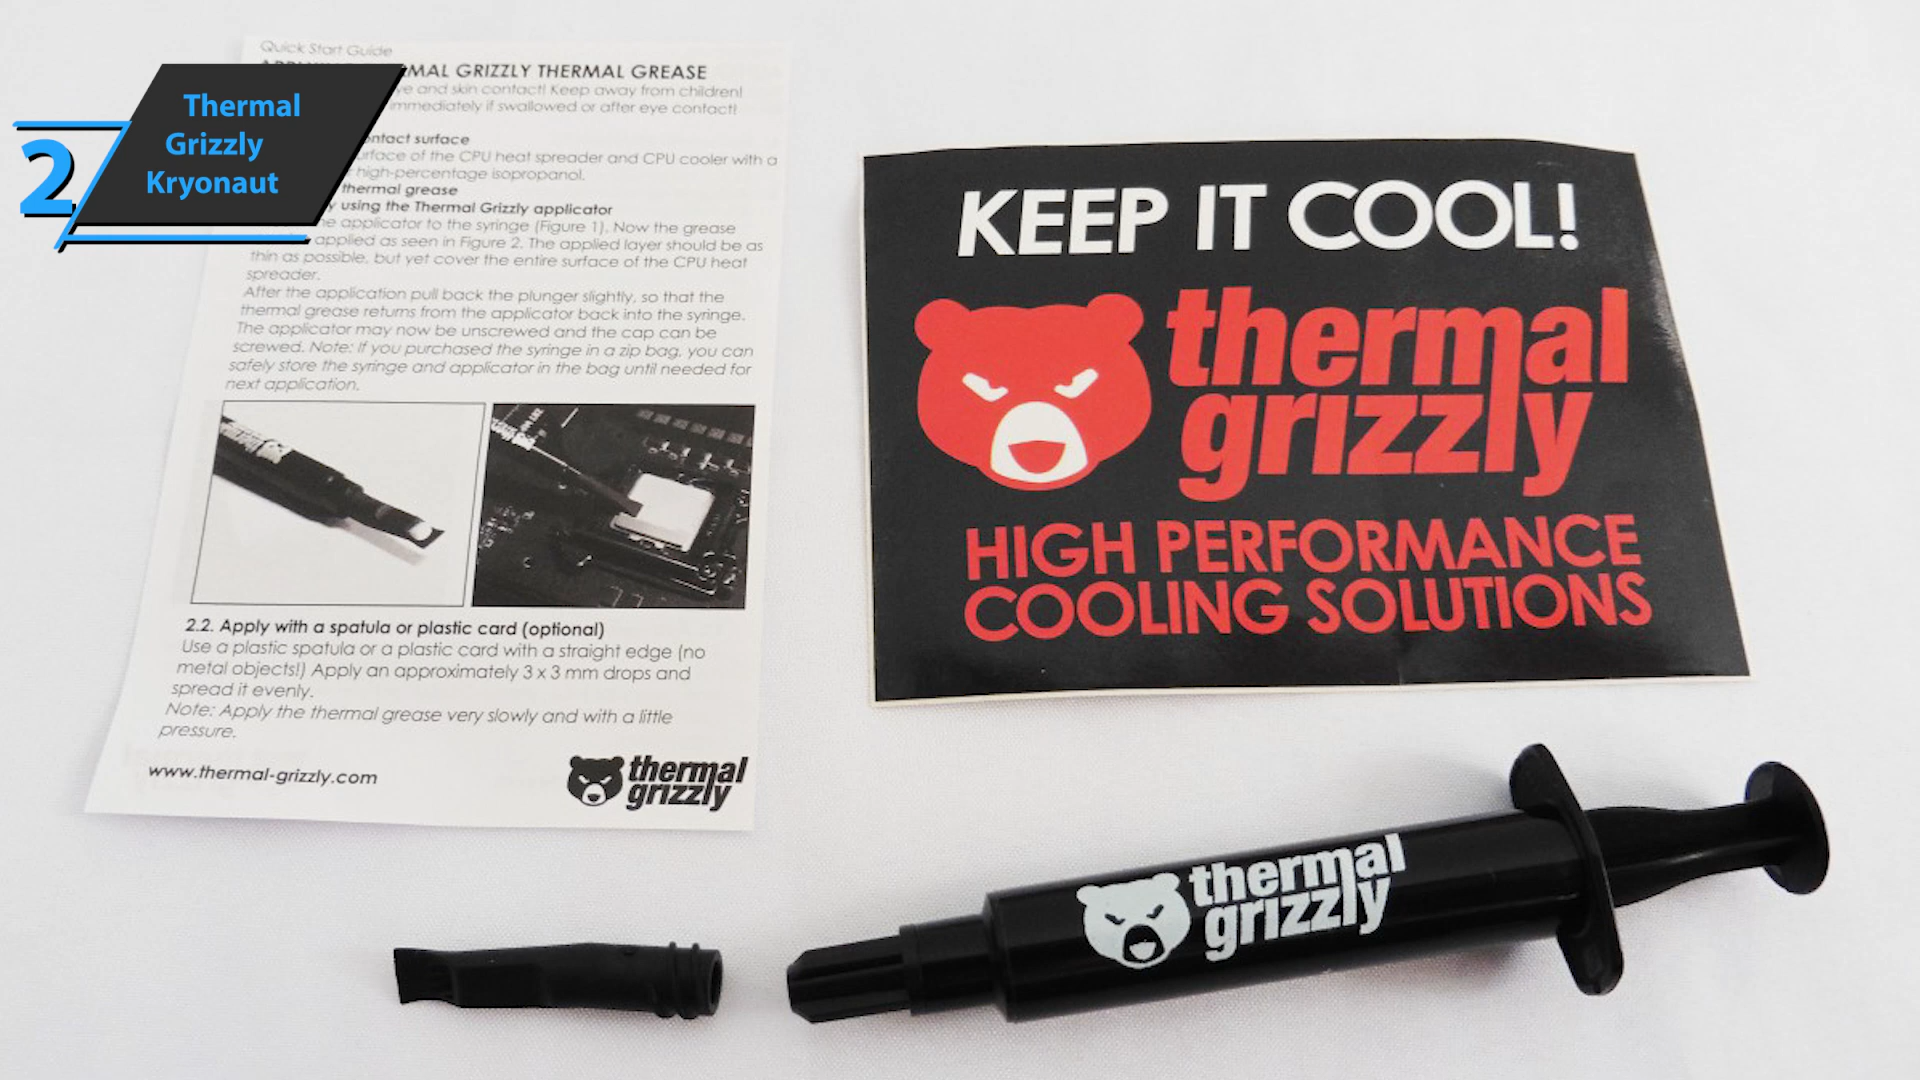 2
Thermal
Grizzly
Kryonaut
Quick Start Guide
THERMAL GRIZZLY THERMAL GREASE
and skin contact! Keep away from children!
immediately if swallowed or after eye contact!
contact surface
surface of the CPU heat spreader and CPU cooler with a
high-percentage isopropanol.
thermal grease
using the Thermal Grizzly applicator
applicator to the syringe (Figure 1). Now the grease
applied as seen in Figure 2. The applied layer should be as
thin as possible, but yet cover the entire surface of the CPU heat
spreader.
After the application pull back the plunger slightly, so that the
thermal grease returns from the applicator back into the syringe.
The applicator may now be unscrewed and the cap can be
screwed. Note: If you purchased the syringe in a zip bag, you can
safely store the syringe and applicator in the bag until needed for
next application.
2.2. Apply with a spatula or plastic card (optional)
Use a plastic spatula or a plastic card with a straight edge (no
metal objects!) Apply an approximately 3 x 3 mm drops and
spread it evenly.
Note: Apply the thermal grease very slowly and with a little
pressure.
www.thermal-grizzly.com
thermal
grizzly
KEEP IT COOL!
thermal
grizzly
HIGH PERFORMANCE
COOLING SOLUTIONS
thermal
grizzly